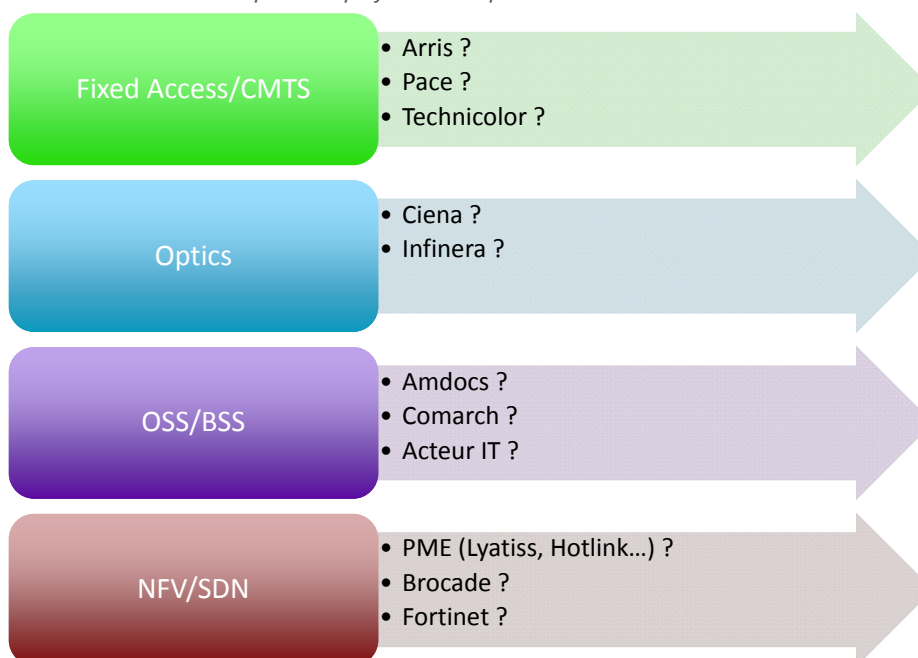 Fixed Access/CMTS
• Arris ?
• Pace ?
• Technicolor ?
Optics
• Ciena ?
• Infinera ?
OSS/BSS
• Amdocs ?
• Comarch ?
• Acteur IT ?
NFV/SDN
• PME (Lyatiss, Hotlink…) ?
• Brocade ?
• Fortinet ?